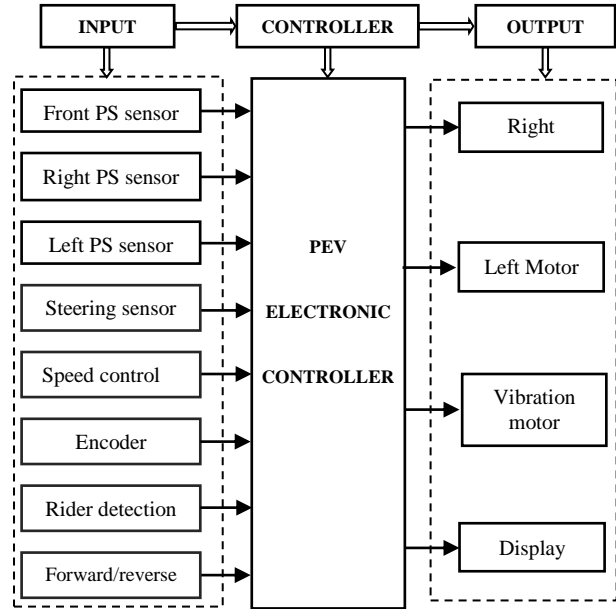 INPUT
CONTROLLER
OUTPUT
Front PS sensor
Right PS sensor
Left PS sensor
Steering sensor
Speed control
Encoder
Rider detection
Forward/reverse
PEV
ELECTRONIC
CONTROLLER
Right
Left Motor
Vibration
motor
Display